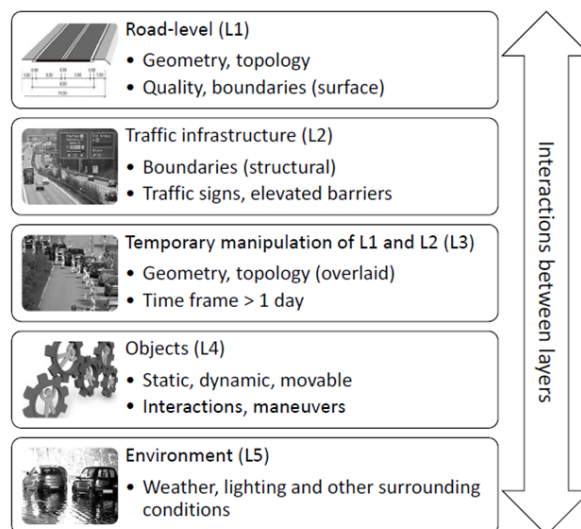 Road-level (L1)
• Geometry, topology
• Quality, boundaries (surface)
Traffic infrastructure (L2)
• Boundaries (structural)
• Traffic signs, elevated barriers
Temporary manipulation of L1 and L2 (L3)
• Geometry, topology (overlaid)
• Time frame > 1 day
Objects (L4)
• Static, dynamic, movable
• Interactions, maneuvers
Environment (L5)
• Weather, lighting and other surrounding
conditions
Interactions between layers